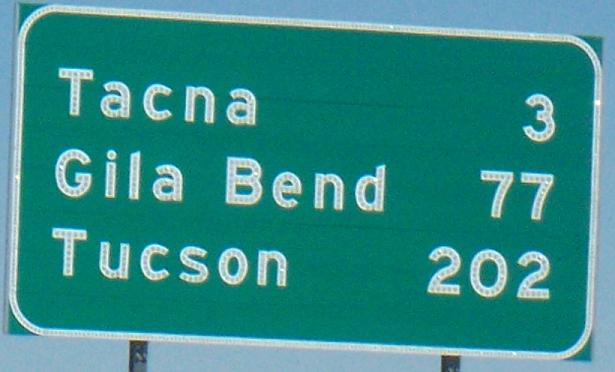 Tacna 3
Gila Bend 77
Tucson 202